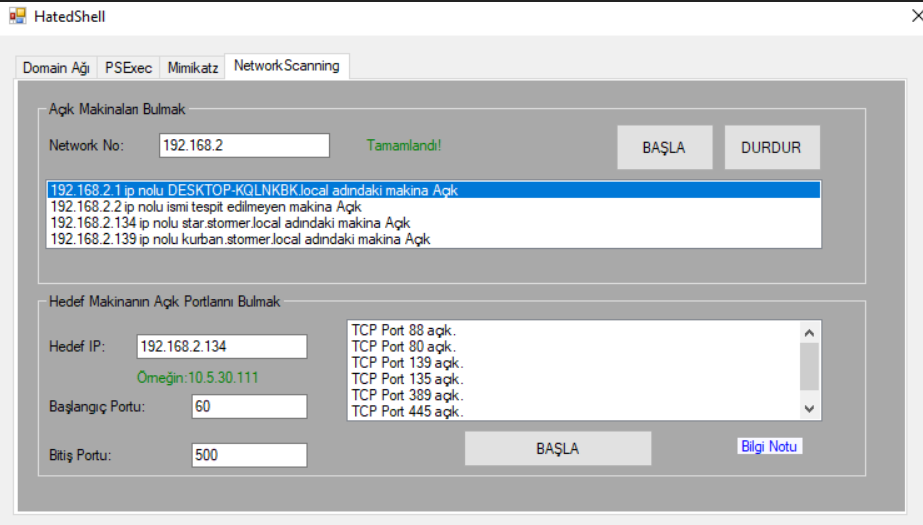 HatedShell
Domain Ağı PSExec Mimikatz NetworkScanning
Açık Makinaları Bulmak
Network No: 192.168.2 Tamamlandı! BAŞLA DURDUR
192.168.2.1 ip nolu DESKTOP-KQLNKBK.local adındaki makina Açık
192.168.2.2 ip nolu ismi tespit edilmeyen makina Açık
192.168.2.134 ip nolu star.stormer.local adındaki makina Açık
192.168.2.139 ip nolu kurban.stormer.local adındaki makina Açık
Hedef Makinanın Açık Portlarını Bulmak
Hedef IP: 192.168.2.134
Örneğin:10.5.30.111
Başlangıç Portu: 60
Bitiş Portu: 500
TCP Port 88 açık.
TCP Port 80 açık.
TCP Port 139 açık.
TCP Port 135 açık.
TCP Port 389 açık.
TCP Port 445 açık.
BAŞLA Bilgi Notu